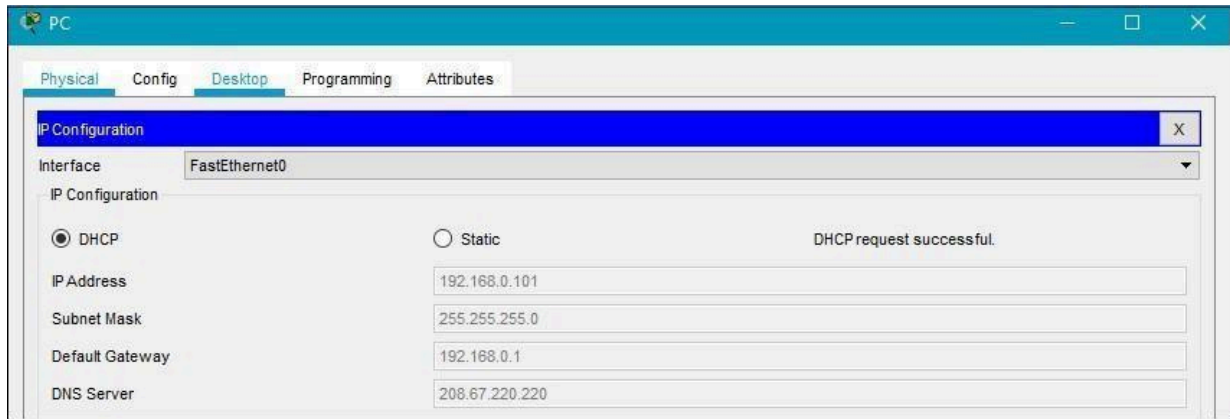 PC
Physical Config Desktop Programming Attributes
IP Configuration X
Interface FastEthernet0
IP Configuration
DHCP Static DHCP request successful.
IP Address 192.168.0.101
Subnet Mask 255.255.255.0
Default Gateway 192.168.0.1
DNS Server 208.67.220.220